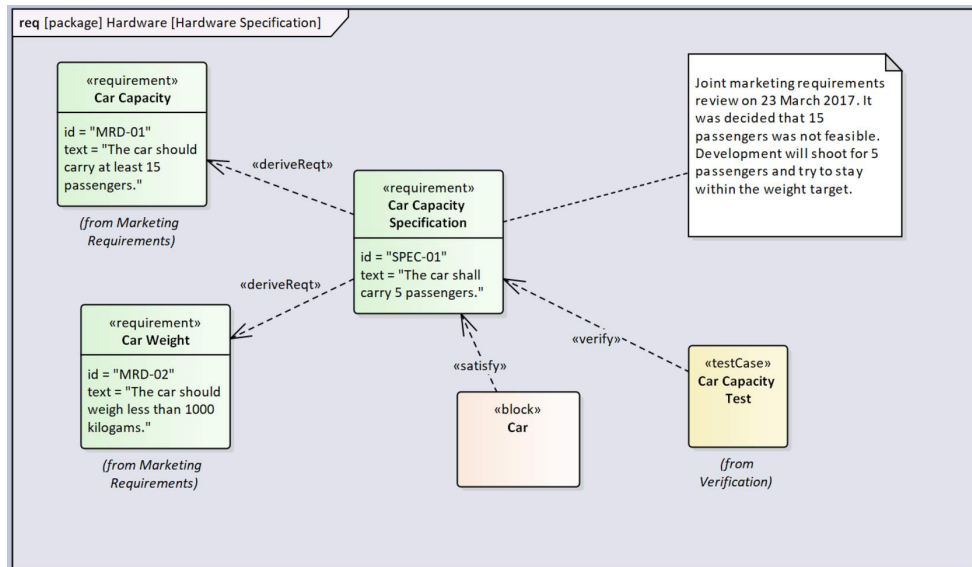 req [package] Hardware [Hardware Specification]
«requirement»
Car Capacity
id = "MRD-01"
text = "The car should
carry at least 15
passengers."
(from Marketing
Requirements)
«deriveReqt»
«requirement»
Car Capacity
Specification
id = "SPEC-01"
text = "The car shall
carry 5 passengers."
Joint marketing requirements
review on 23 March 2017. It
was decided that 15
passengers was not feasible.
Development will shoot for 5
passengers and try to stay
within the weight target.
«deriveReqt»
«requirement»
Car Weight
id = "MRD-02"
text = "The car should
weigh less than 1000
kilogams."
(from Marketing
Requirements)
«satisfy»
«verify»
«block»
Car
«testCase»
Car Capacity
Test
(from
Verification)